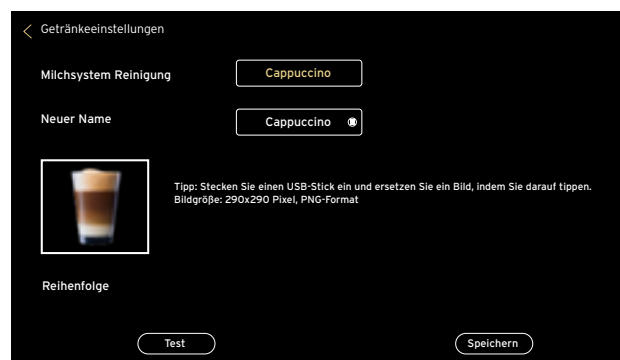 Getränkeeinstellungen
Milchsystem Reinigung
Cappuccino
Neuer Name
Cappuccino
Tipp: Stecken Sie einen USB-Stick ein und ersetzen Sie ein Bild, indem Sie darauf tippen.
Bildgröße: 290x290 Pixel, PNG-Format
Reihenfolge
Test
Speichern